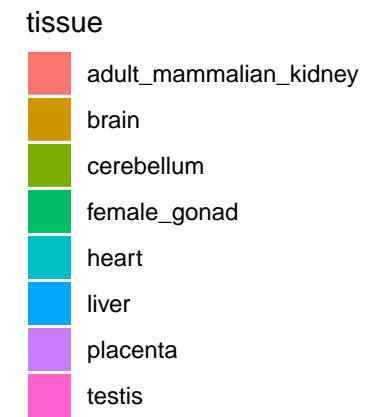 tissue
adult_mammalian_kidney
brain
cerebellum
female_gonad
heart
liver
placenta
testis